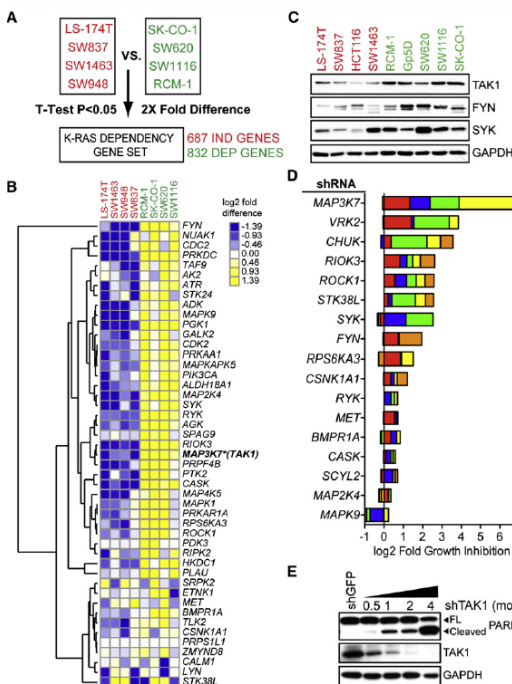 A
LS-174T
SW837
SW1463
SW948
VS.
SK-CO-1
SW620
SW1116
RCM-1
T-Test P<0.05
2X Fold Difference
K-RAS DEPENDENCY
GENE SET
687 IND GENES
832 DEP GENES
B
LS-174T
SW1463
SW948
SW837
RCM-1
SK-CO-1
SW620
SW1116
log2 fold
difference
-1.39
-0.93
-0.46
0.00
0.46
0.93
1.39
FYN
NUAK1
CDC2
PRKDC
TAF9
AK2
ATR
STK24
ADK
MAPK9
PGK1
GALK2
CDK2
PRKAA1
MAPKAPK5
PIK3CA
ALDH18A1
MAP2K4
SYK
RYK
AGK
SPAG9
RIOK3
MAP3K7*(TAK1)
PRPF4B
PTK2
CASK
MAP4K5
MAPK1
PRKAR1A
RPS6KA3
ROCK1
PDK3
RIPK2
HKDC1
PLAU
SRPK2
ETNK1
MET
BMPR1A
TLK2
CSNK1A1
PRPS1L1
ZMYND8
CALM1
LYN
STK38L
C
LS-174T
SW837
HCT116
SW1463
RCM-1
Gp5D
SW620
SW1116
SK-CO-1
TAK1
FYN
SYK
GAPDH
D
shRNA
MAP3K7
VRK2
CHUK
RIOK3
ROCK1
STK38L
SYK
FYN
RPS6KA3
CSNK1A1
RYK
MET
BMPR1A
CASK
SCYL2
MAP2K4
MAPK9
-1 0 1 2 3 4 5 6
log2 Fold Growth Inhibition
E
shGFP
0.5 1 2 4
shTAK1 (mo
FL
Cleaved
PAR
TAK1
GAPDH